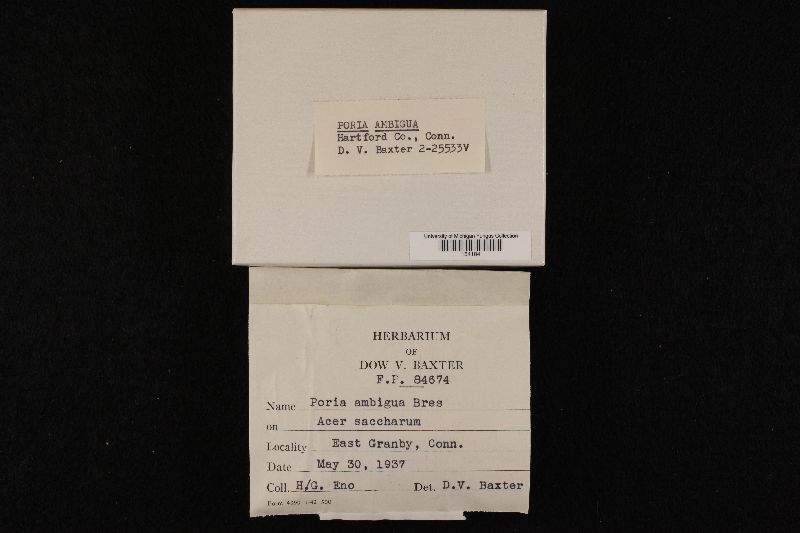 PORIA AMBIGUA
Hartford Co., Conn.
D. V. Baxter 2-25533V
University of Michigan Fungus Collection
HERBARIUM
OF
DOW V. BAXTER
F.P. 84674
Name Poria ambigua Bres
on Acer saccharum
Locality East Granby, Conn.
Date May 30, 1937
Coll. H/G. Eno Det. D.V. Baxter